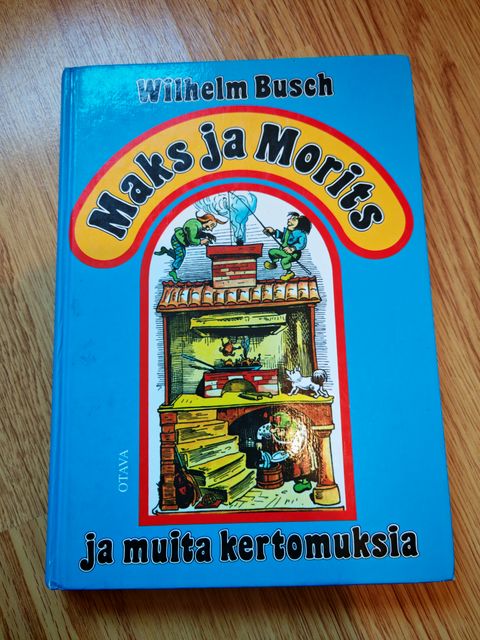 Wilhelm Busch
Maks ja Morits
OTAVA
ja muita kertomuksia